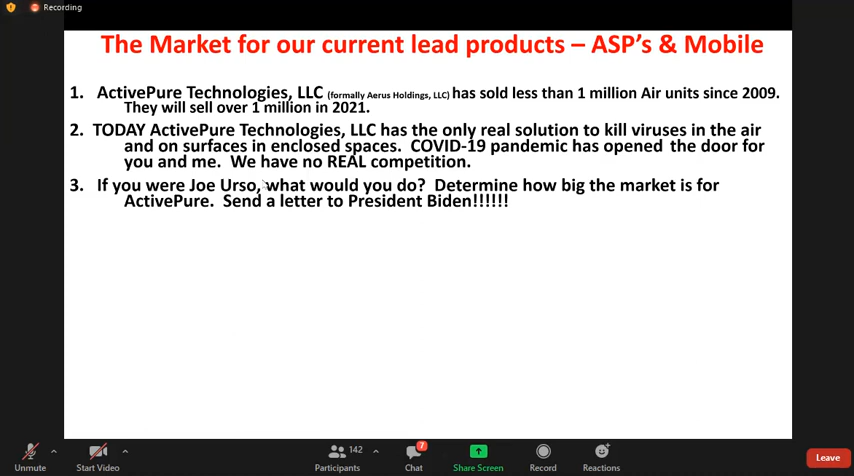 Recording
The Market for our current lead products – ASP's & Mobile
1. ActivePure Technologies, LLC (formally Aerus Holdings, LLC) has sold less than 1 million Air units since 2009.
They will sell over 1 million in 2021.
2. TODAY ActivePure Technologies, LLC has the only real solution to kill viruses in the air
and on surfaces in enclosed spaces. COVID-19 pandemic has opened the door for
you and me. We have no REAL competition.
3. If you were Joe Urso, what would you do? Determine how big the market is for
ActivePure. Send a letter to President Biden!!!!!!
142
7
Unmute
Start Video
Participants
Chat
Share Screen
Record
Reactions
Leave